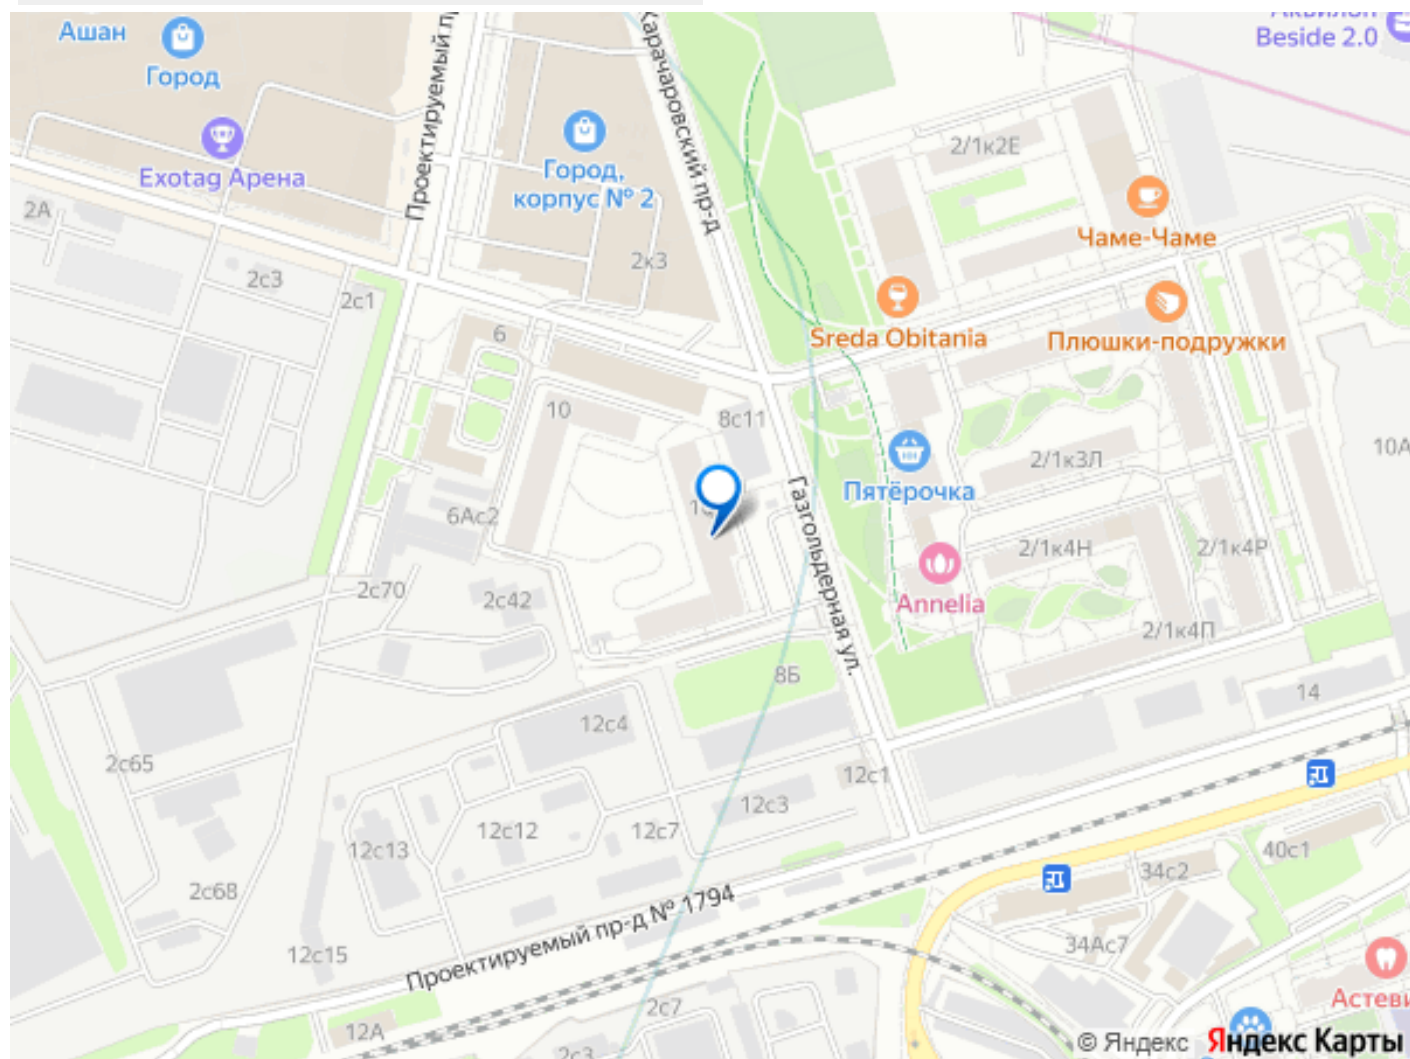 Ашан
Город
Exotag Арена
Проектируемый пр
Карачаровский пр-д
Город,
корпус № 2
Beside 2.0
2/1к2Е
Чаме-Чаме
2А
2с3
2с1
2к3
6
Sreda Obitania
Плюшки-подружки
10
8с11
10А
2/1к3Л
Пятёрочка
6Ас2
Газгольдерная ул.
2/1к4Н
2/1к4Р
2с70
2с42
Annelia
2/1к4П
8Б
14
12с4
2с65
12с1
12с3
12с12
12с7
12с13
40с1
34с2
2с68
Проектируемый пр-д № 1794
12с15
34Ас7
2с7
Астеви
12А
2с3
© Яндекс Яндекс Карты